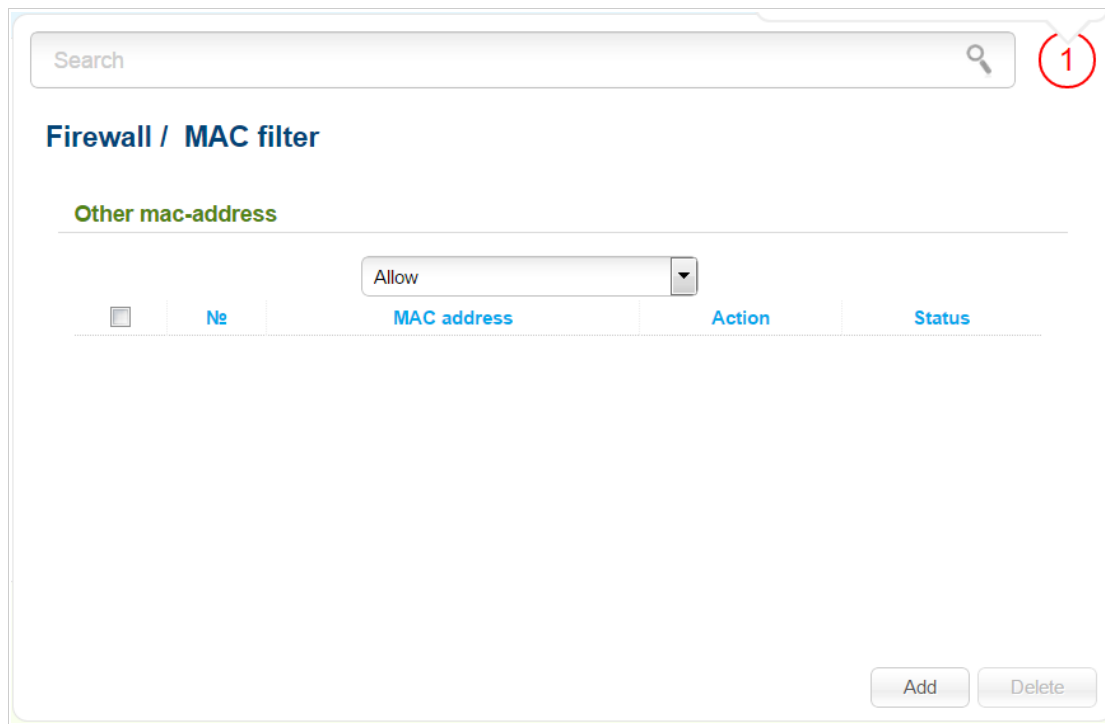 Search
1
Firewall / MAC filter
Other mac-address
Allow
№ MAC address Action Status
Add Delete